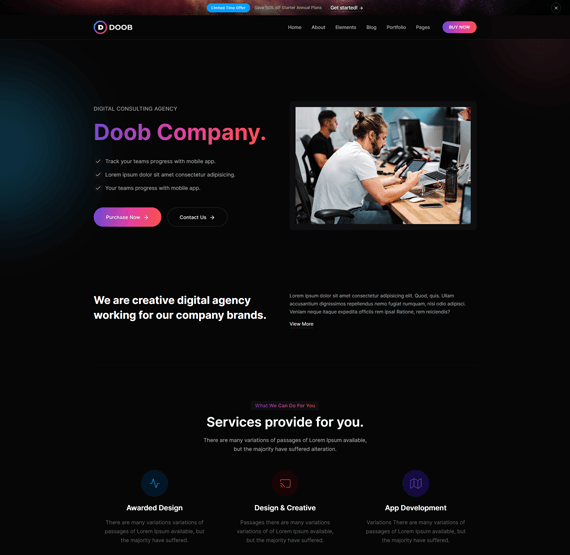 Limited Time Offer Save 50% off Starter Annual Plans Get started!
DOOB
Home About Elements Blog Portfolio Pages BUY NOW
DIGITAL CONSULTING AGENCY
Doob Company.
Track your teams progress with mobile app.
Lorem ipsum dolor sit amet consectetur adipisicing.
Your teams progress with mobile app.
Purchase Now Contact Us
We are creative digital agency
working for our company brands.
Lorem ipsum dolor sit amet consectetur adipisicing elit. Quod, quis. Ullam
accusantium dignissimos repellendus nemo fugiat numquam, nisi odio adipisci.
Veniam neque itaque expedita officiis rem ipsa! Ratione, rem reiciendis?
View More
What We Can Do For You
Services provide for you.
There are many variations of passages of Lorem Ipsum available,
but the majority have suffered alteration.
Awarded Design
There are many variations variations of
passages of Lorem Ipsum available, but
the majority have suffered.
Design & Creative
Passages there are many variations
variations of of Lorem Ipsum available,
but the majority have suffered.
App Development
Variations There are many variations of
passages of Lorem Ipsum available, but
the majority have suffered.